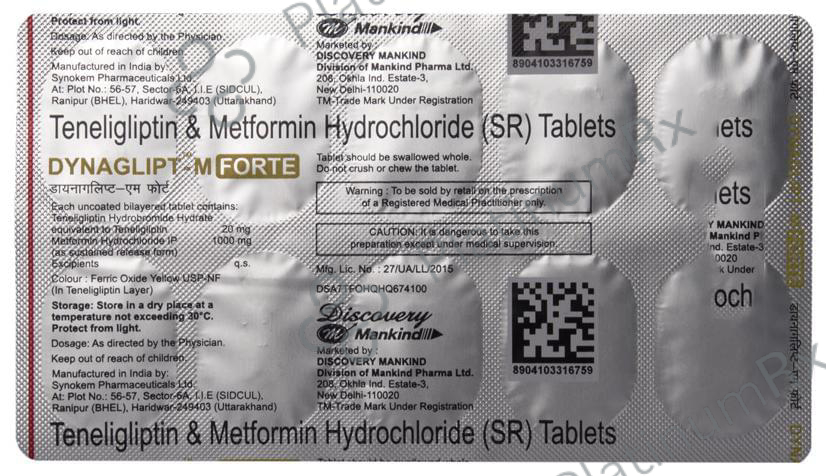 Protect from light.
Dosage: As directed by the Physician.
Keep out of reach of children.
Manufactured in India by:
Synokem Pharmaceuticals Ltd.
At: Plot No.: 56-57, Sector-6A, I.I.E (SIDCUL),
Ranipur (BHEL), Haridwar-249403 (Uttarakhand)
Discovery
Mankind
Marketed by :
DISCOVERY MANKIND
Division of Mankind Pharma Ltd.
208, Okhla Ind. Estate-3,
New Delhi-110020
TM-Trade Mark Under Registration
8904103316759
Teneligliptin & Metformin Hydrochloride (SR) Tablets
DYNAGLIPT™-M FORTE
डायनाग्लिप्ट-एम फोर्ट
Each uncoated bilayered tablet contains:
Teneligliptin Hydrobromide Hydrate
equivalent to Teneligliptin 20 mg
Metformin Hydrochloride IP 1000 mg
(as sustained release form)
Excipients q.s.
Colour : Ferric Oxide Yellow USP-NF
(In Teneligliptin Layer)
Storage: Store in a dry place at a
temperature not exceeding 30°C.
Protect from light.
Dosage: As directed by the Physician.
Keep out of reach of children.
Manufactured in India by:
Synokem Pharmaceuticals Ltd.
At: Plot No.: 56-57, Sector-6A, I.I.E (SIDCUL),
Ranipur (BHEL), Haridwar-249403 (Uttarakhand)
Tablet should be swallowed whole.
Do not crush or chew the tablet.
Warning : To be sold by retail on the prescription
of a Registered Medical Practitioner only.
CAUTION: It is dangerous to take this
preparation except under medical supervision.
Mfg. Lic. No. : 27/UA/LL/2015
DSA7TFOHQHQ674100
Discovery
Mankind
Marketed by :
DISCOVERY MANKIND
Division of Mankind Pharma Ltd.
208, Okhla Ind. Estate-3,
New Delhi-110020
TM-Trade Mark Under Registration
8904103316759
Teneligliptin & Metformin Hydrochloride (SR) Tablets
ets
ets
Y MANKIND
Mankind P
nd. Estate-3
0020
k Under
och
PlatinumRx